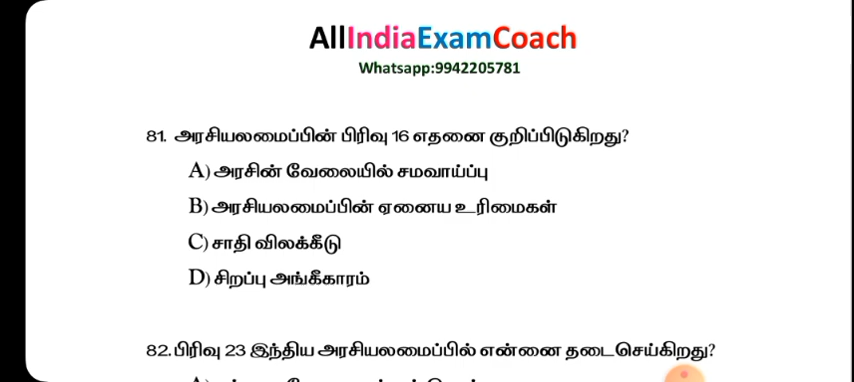 AllIndiaExamCoach
Whatsapp:9942205781
81. அரசியலமைப்பின் பிரிவு 16 எதனை குறிப்பிடுகிறது?
A) அரசின் வேலையில் சமவாய்ப்பு
B) அரசியலமைப்பின் ஏனைய உரிமைகள்
C) சாதி விலக்கீடு
D) சிறப்பு அங்கீகாரம்
82. பிரிவு 23 இந்திய அரசியலமைப்பில் என்னை தடைசெய்கிறது?